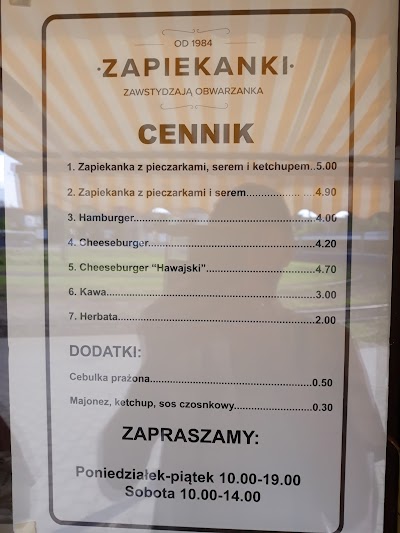 OD 1984
·ZAPIEKANKI·
ZAWSTYDZAJĄ OBWARZANKA
CENNIK
1. Zapiekanka z pieczarkami, serem i ketchupem..5.00
2. Zapiekanka z pieczarkami i serem.....................4.90
3. Hamburger.....................................................4.00
4. Cheeseburger.................................................4.20
5. Cheeseburger “Hawajski”................................4.70
6. Kawa..............................................................3.00
7. Herbata...........................................................2.00
DODATKI:
Cebulka prażona................................................0.50
Majonez, ketchup, sos czosnkowy.......................0.30
ZAPRASZAMY:
Poniedziałek-piątek 10.00-19.00
Sobota 10.00-14.00